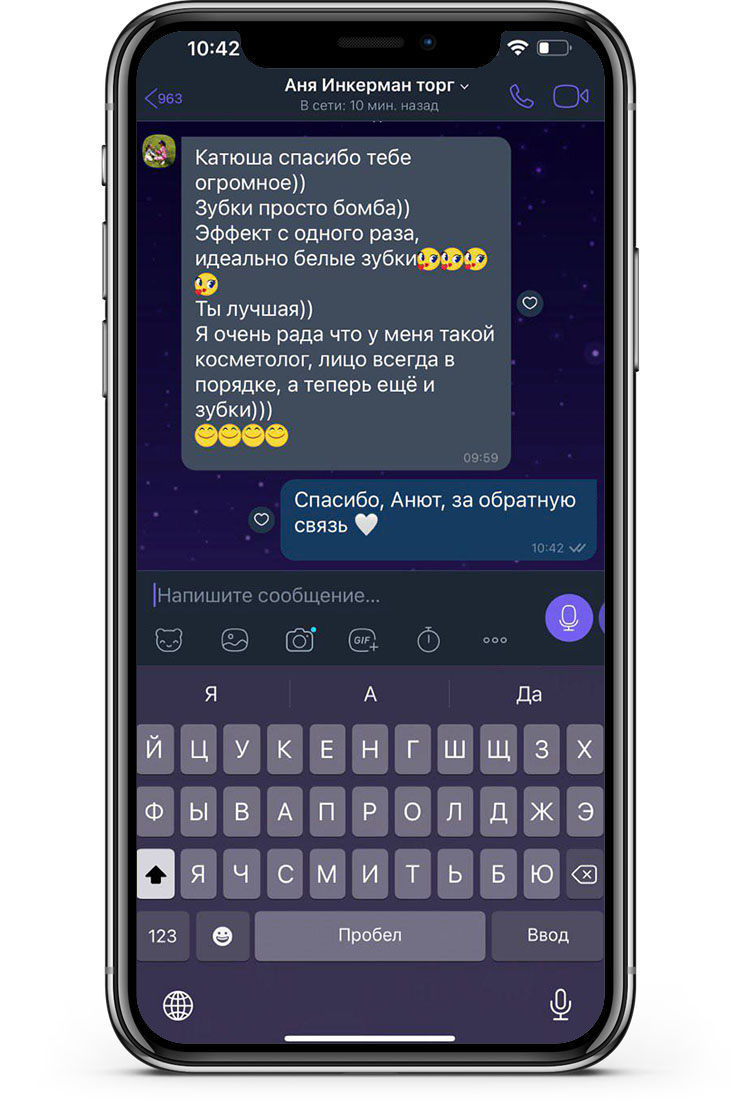 10:42
963
Аня Инкерман торг
В сети: 10 мин. назад
Катюша спасибо тебе
огромное))
Зубки просто бомба))
Эффект с одного раза,
идеально белые зубки😘😘😘
😘
Ты лучшая))
Я очень рада что у меня такой
косметолог, лицо всегда в
порядке, а теперь ещё и
зубки)))
😊😊😊😊
09:59
Спасибо, Анют, за обратную
связь 🤍
10:42
Напишите сообщение...
GIF
Я А Да
Й Ц У К Е Н Г Ш Щ З Х
Ф Ы В А П Р О Л Д Ж Э
Я Ч С М И Т Ь Б Ю
123 Пробел Ввод